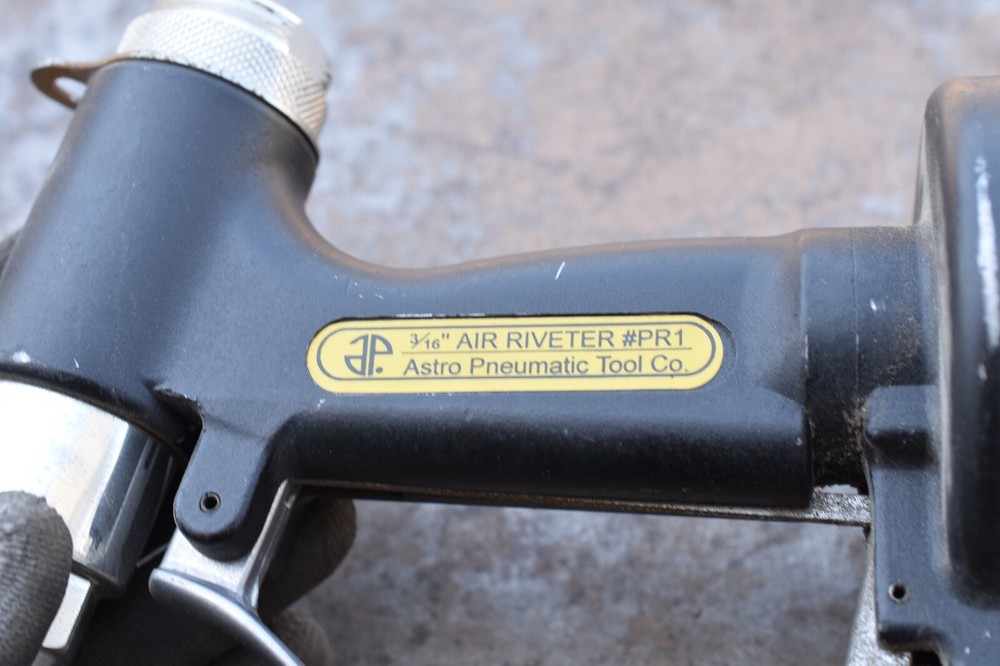 AP.
3/16" AIR RIVETER #PR1
Astro Pneumatic Tool Co.